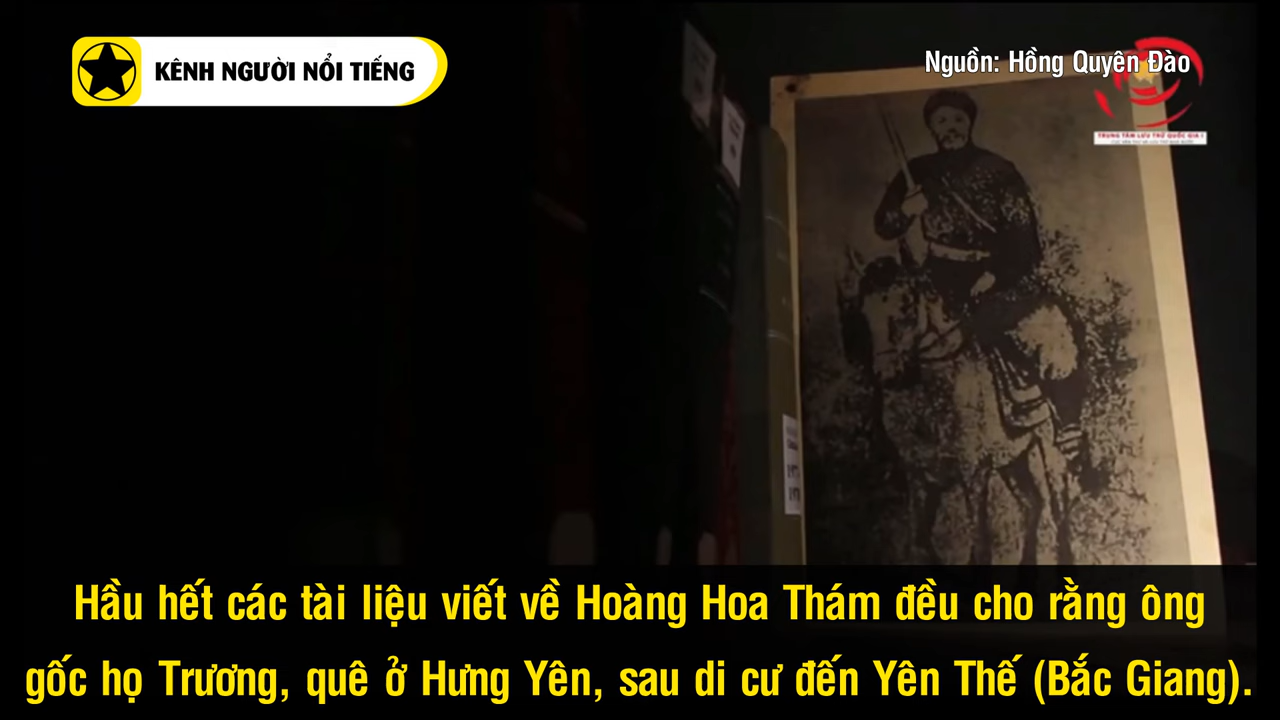 KÊNH NGƯỜI NỔI TIẾNG
Nguồn: Hồng Quyên Đào
TRUNG TÂM LƯU TRỮ QUỐC GIA I
Hầu hết các tài liệu viết về Hoàng Hoa Thám đều cho rằng ông
gốc họ Trương, quê ở Hưng Yên, sau di cư đến Yên Thế (Bắc Giang).